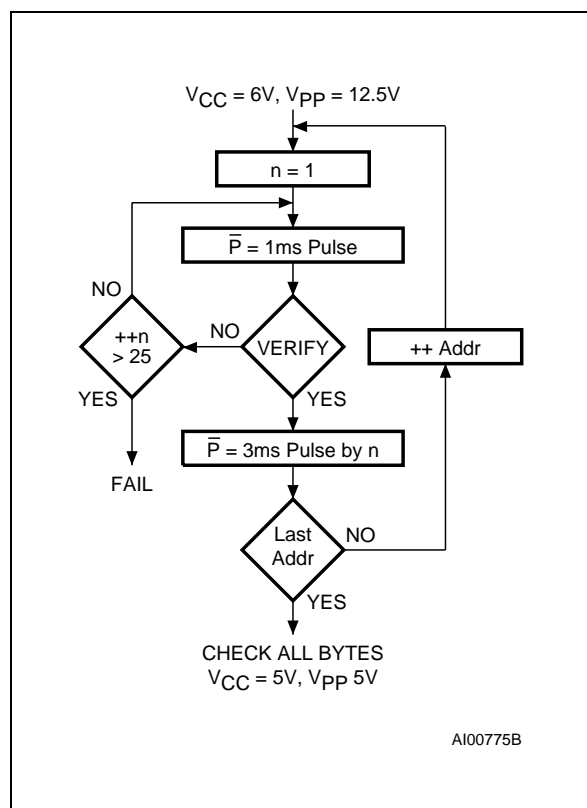 VCC = 6V, VPP = 12.5V
n = 1
P̅ = 1ms Pulse
NO
++n
> 25
NO
VERIFY
++ Addr
YES
YES
P̅ = 3ms Pulse by n
FAIL
Last
Addr
NO
YES
CHECK ALL BYTES
VCC = 5V, VPP 5V
AI00775B